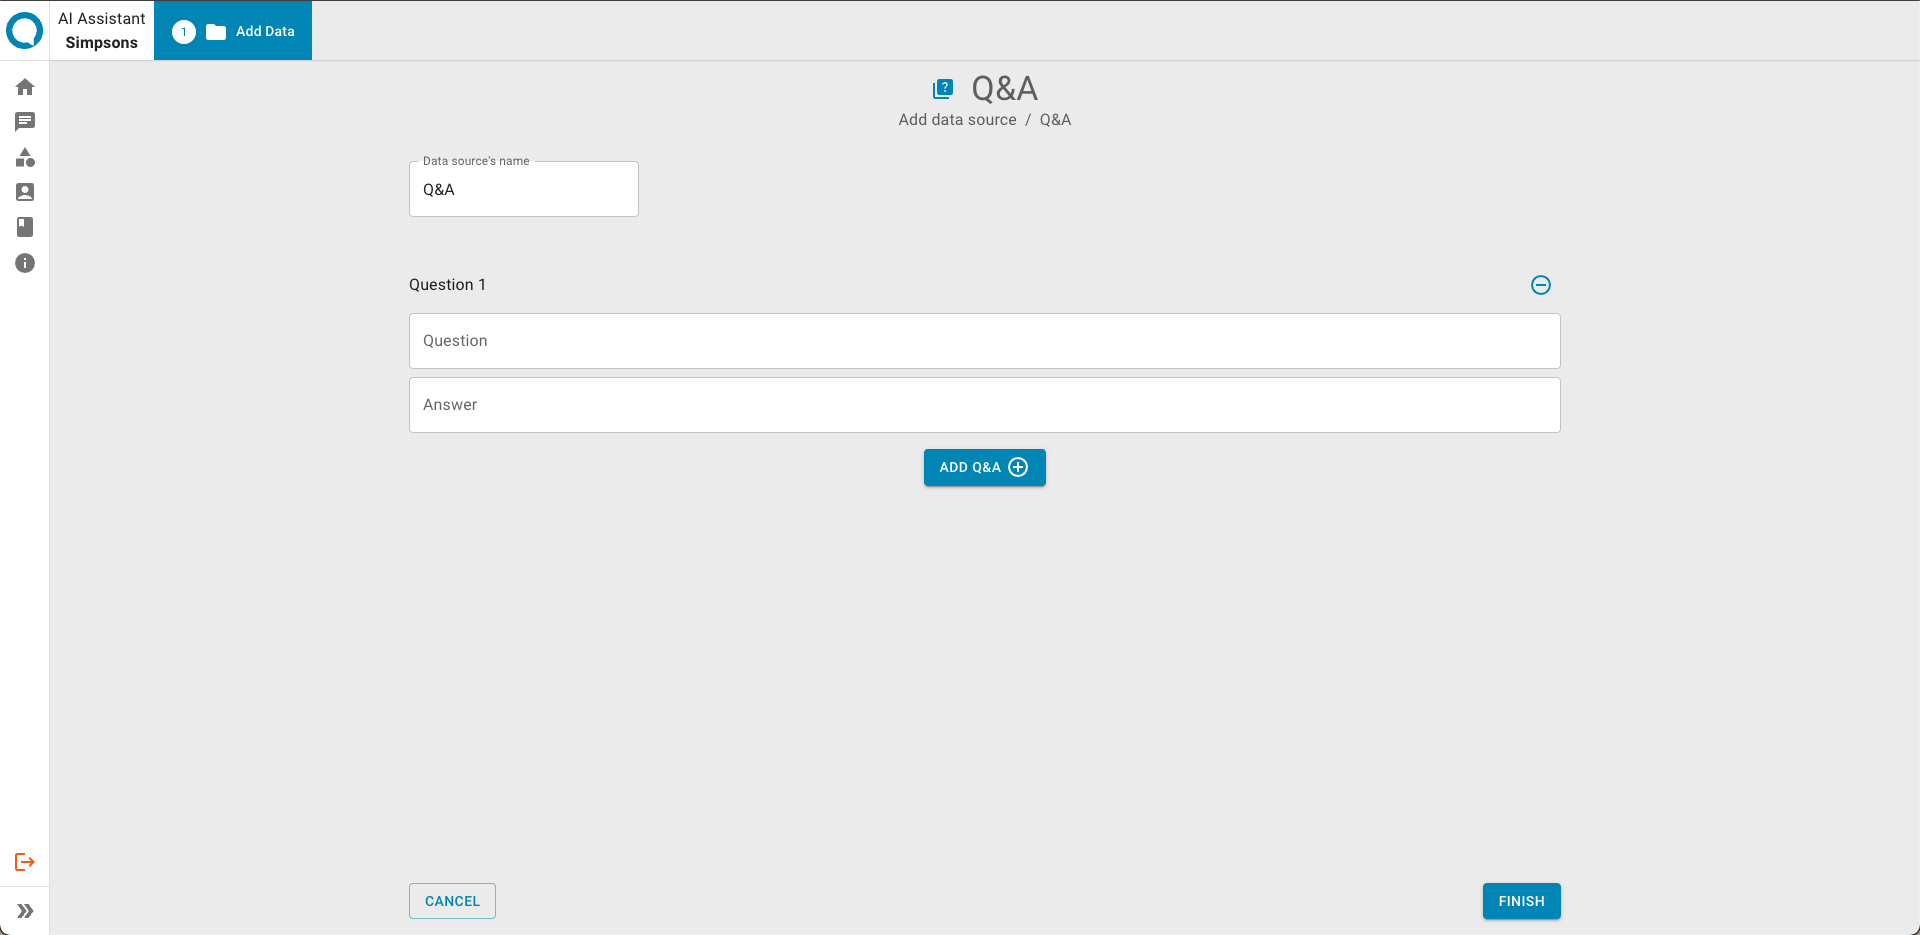 AI Assistant
Simpsons
1 Add Data
Q&A
Add data source / Q&A
Data source's name
Q&A
Question 1
Question
Answer
ADD Q&A
CANCEL
FINISH